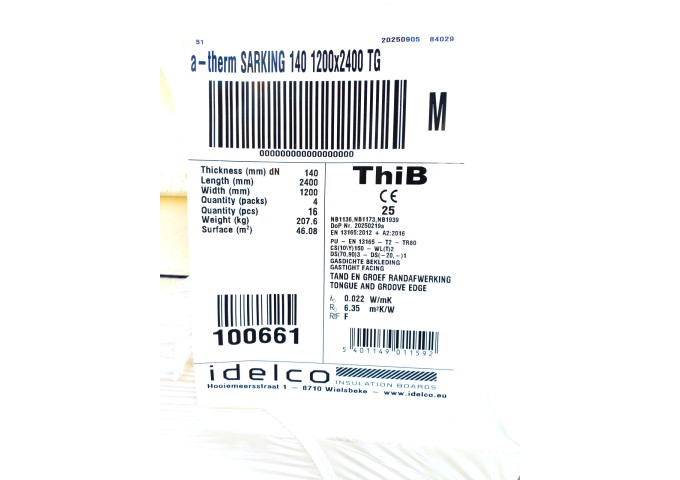 51 20250905 84029
a-therm SARKING 140 1200x2400 TG
M
000000000000000000
Thickness (mm) dN 140
Length (mm) 2400
Width (mm) 1200
Quantity (packs) 4
Quantity (pcs) 16
Weight (kg) 207.6
Surface (m²) 46.08
100661
ThiB
CE
25
NB1136,NB1173,NB1939
DoP Nr. 20250219a
EN 13165:2012 + A2:2016
PU - EN 13165 - T2 - TR80
CS(10\Y)150 - WL(T)2
DS(70,90)3 - DS(-20,-)1
GASDICHTE BEKLEDING
GASTIGHT FACING
TAND EN GROEF RANDAFWERKING
TONGUE AND GROOVE EDGE
λ 0.022 W/mK
R 6.35 m²K/W
RtF F
5 401149 011592
idelco INSULATION BOARDS
Hooiemeersstraat 1 - 8710 Wielsbeke - www.idelco.eu